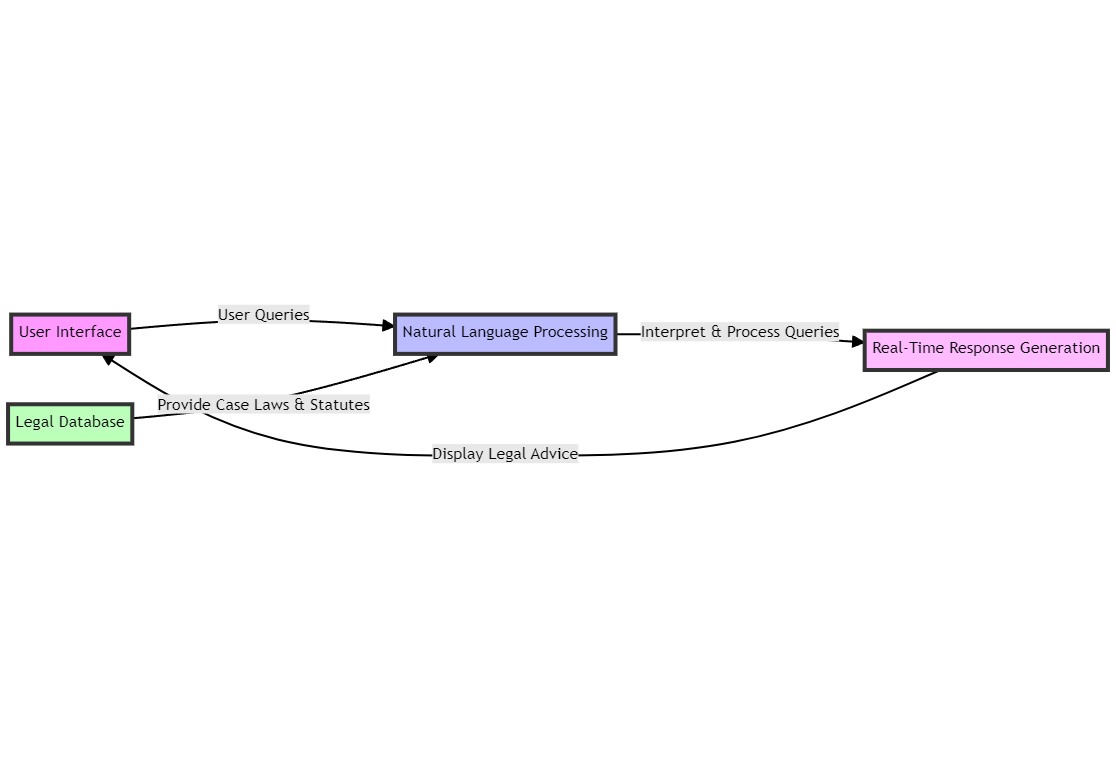 User Queries
User Interface
Natural Language Processing
Interpret & Process Queries
Real-Time Response Generation
Provide Case Laws & Statutes
Legal Database
Display Legal Advice